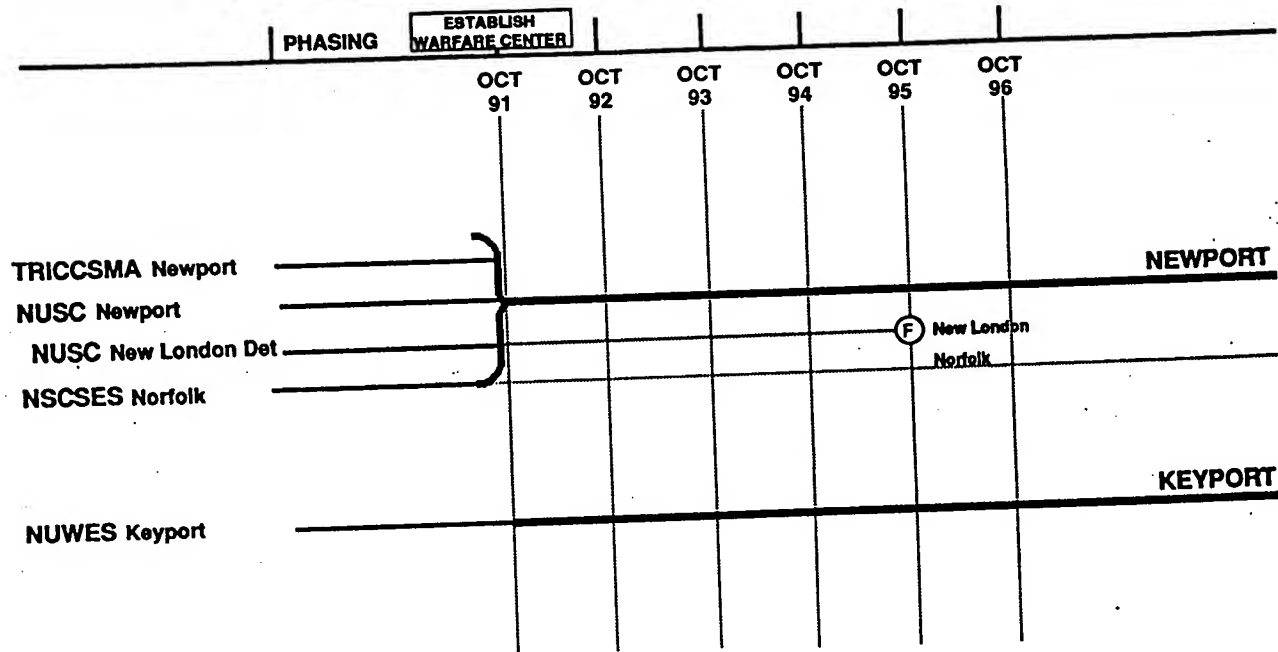 PHASING
ESTABLISH
WARFARE CENTER
OCT
91
OCT
92
OCT
93
OCT
94
OCT
95
OCT
96
TRICCSMA Newport
NEWPORT
NUSC Newport
F New London
NUSC New London Det
Norfolk
NSCSES Norfolk
KEYPORT
NUWES Keyport